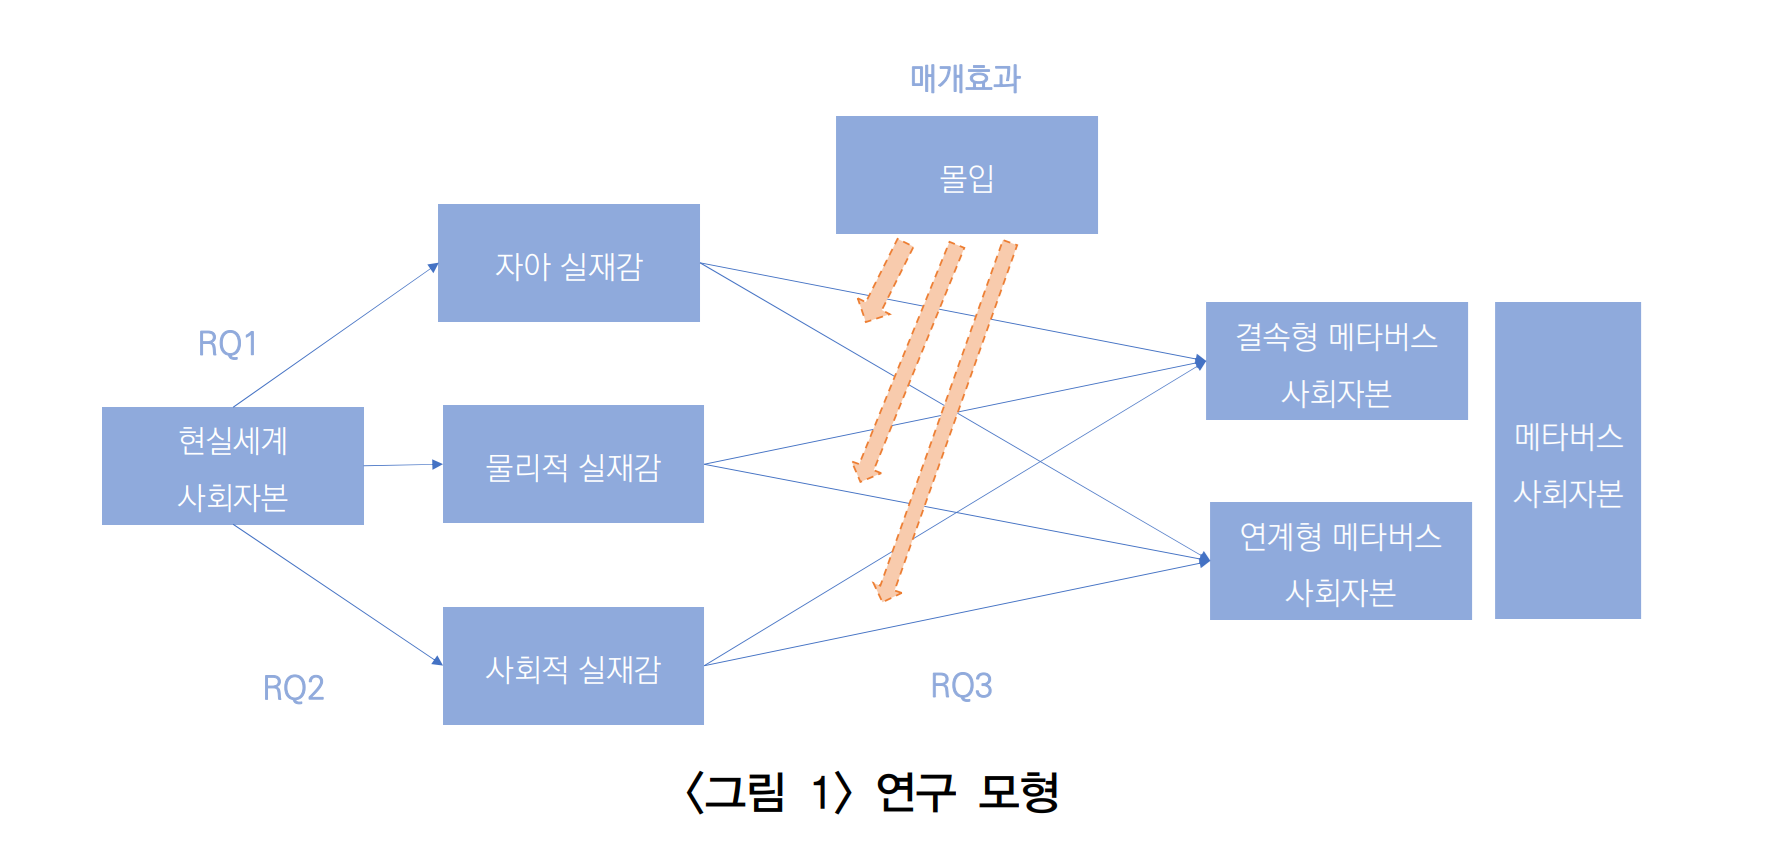 매개효과
몰입
자아 실재감
RQ1
현실세계
사회자본
물리적 실재감
사회적 실재감
RQ2
RQ3
결속형 메타버스
사회자본
연계형 메타버스
사회자본
메타버스
사회자본
<그림 1> 연구 모형